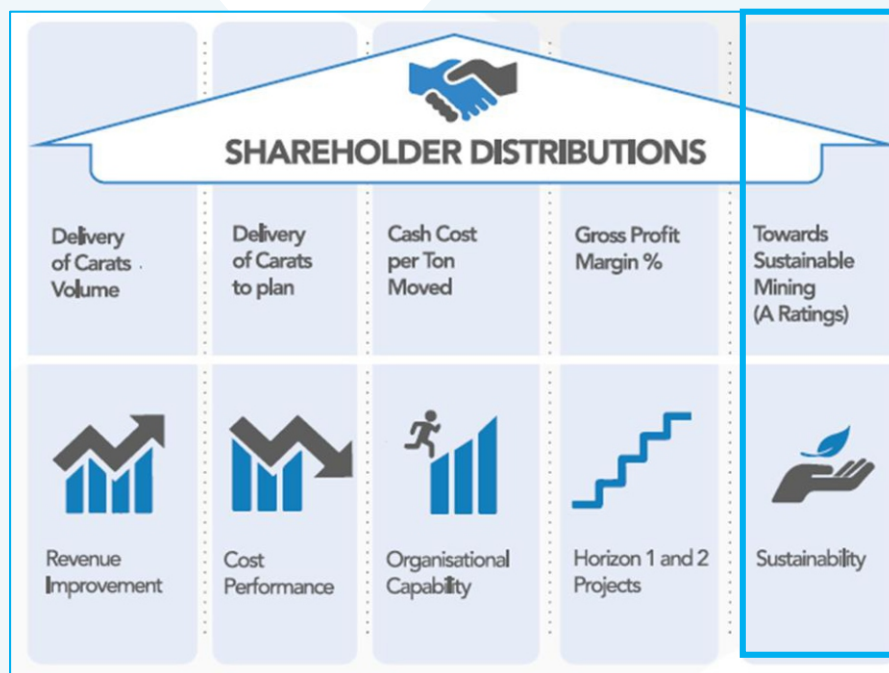 SHAREHOLDER DISTRIBUTIONS
Delivery
of Carats
Volume
Delivery
of Carats
to plan
Cash Cost
per Ton
Moved
Gross Profit
Margin %
Towards
Sustainable
Mining
(A Ratings)
Revenue
Improvement
Cost
Performance
Organisational
Capability
Horizon 1 and 2
Projects
Sustainability